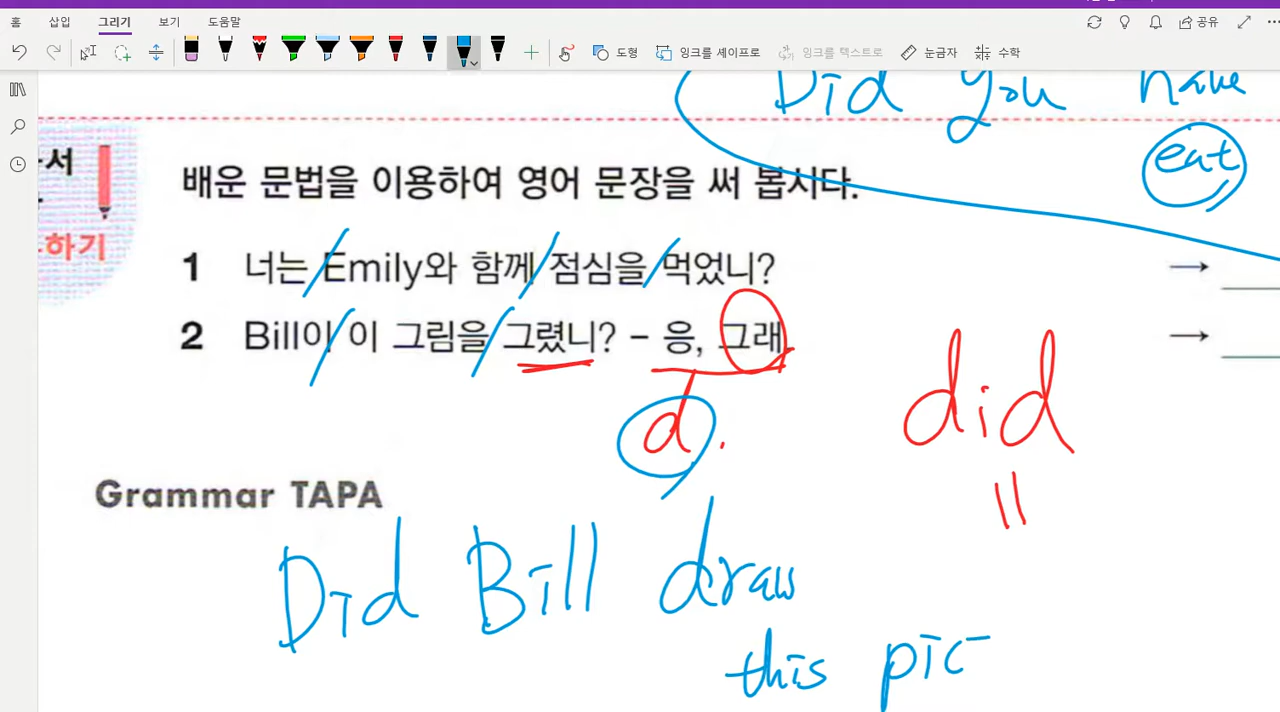 홈 삽입 그리기 보기 도움말 공유
도형 잉크를 셰이프로 잉크를 텍스트로 눈금자 수학
Did you have
eat
서
하기
배운 문법을 이용하여 영어 문장을 써 봅시다.
1 너는 Emily와 함께 점심을 먹었니? →
2 Bill이 이 그림을 그렸니? – 응, 그래 →
d.
did
Grammar TAPA
Did Bill draw
this pic